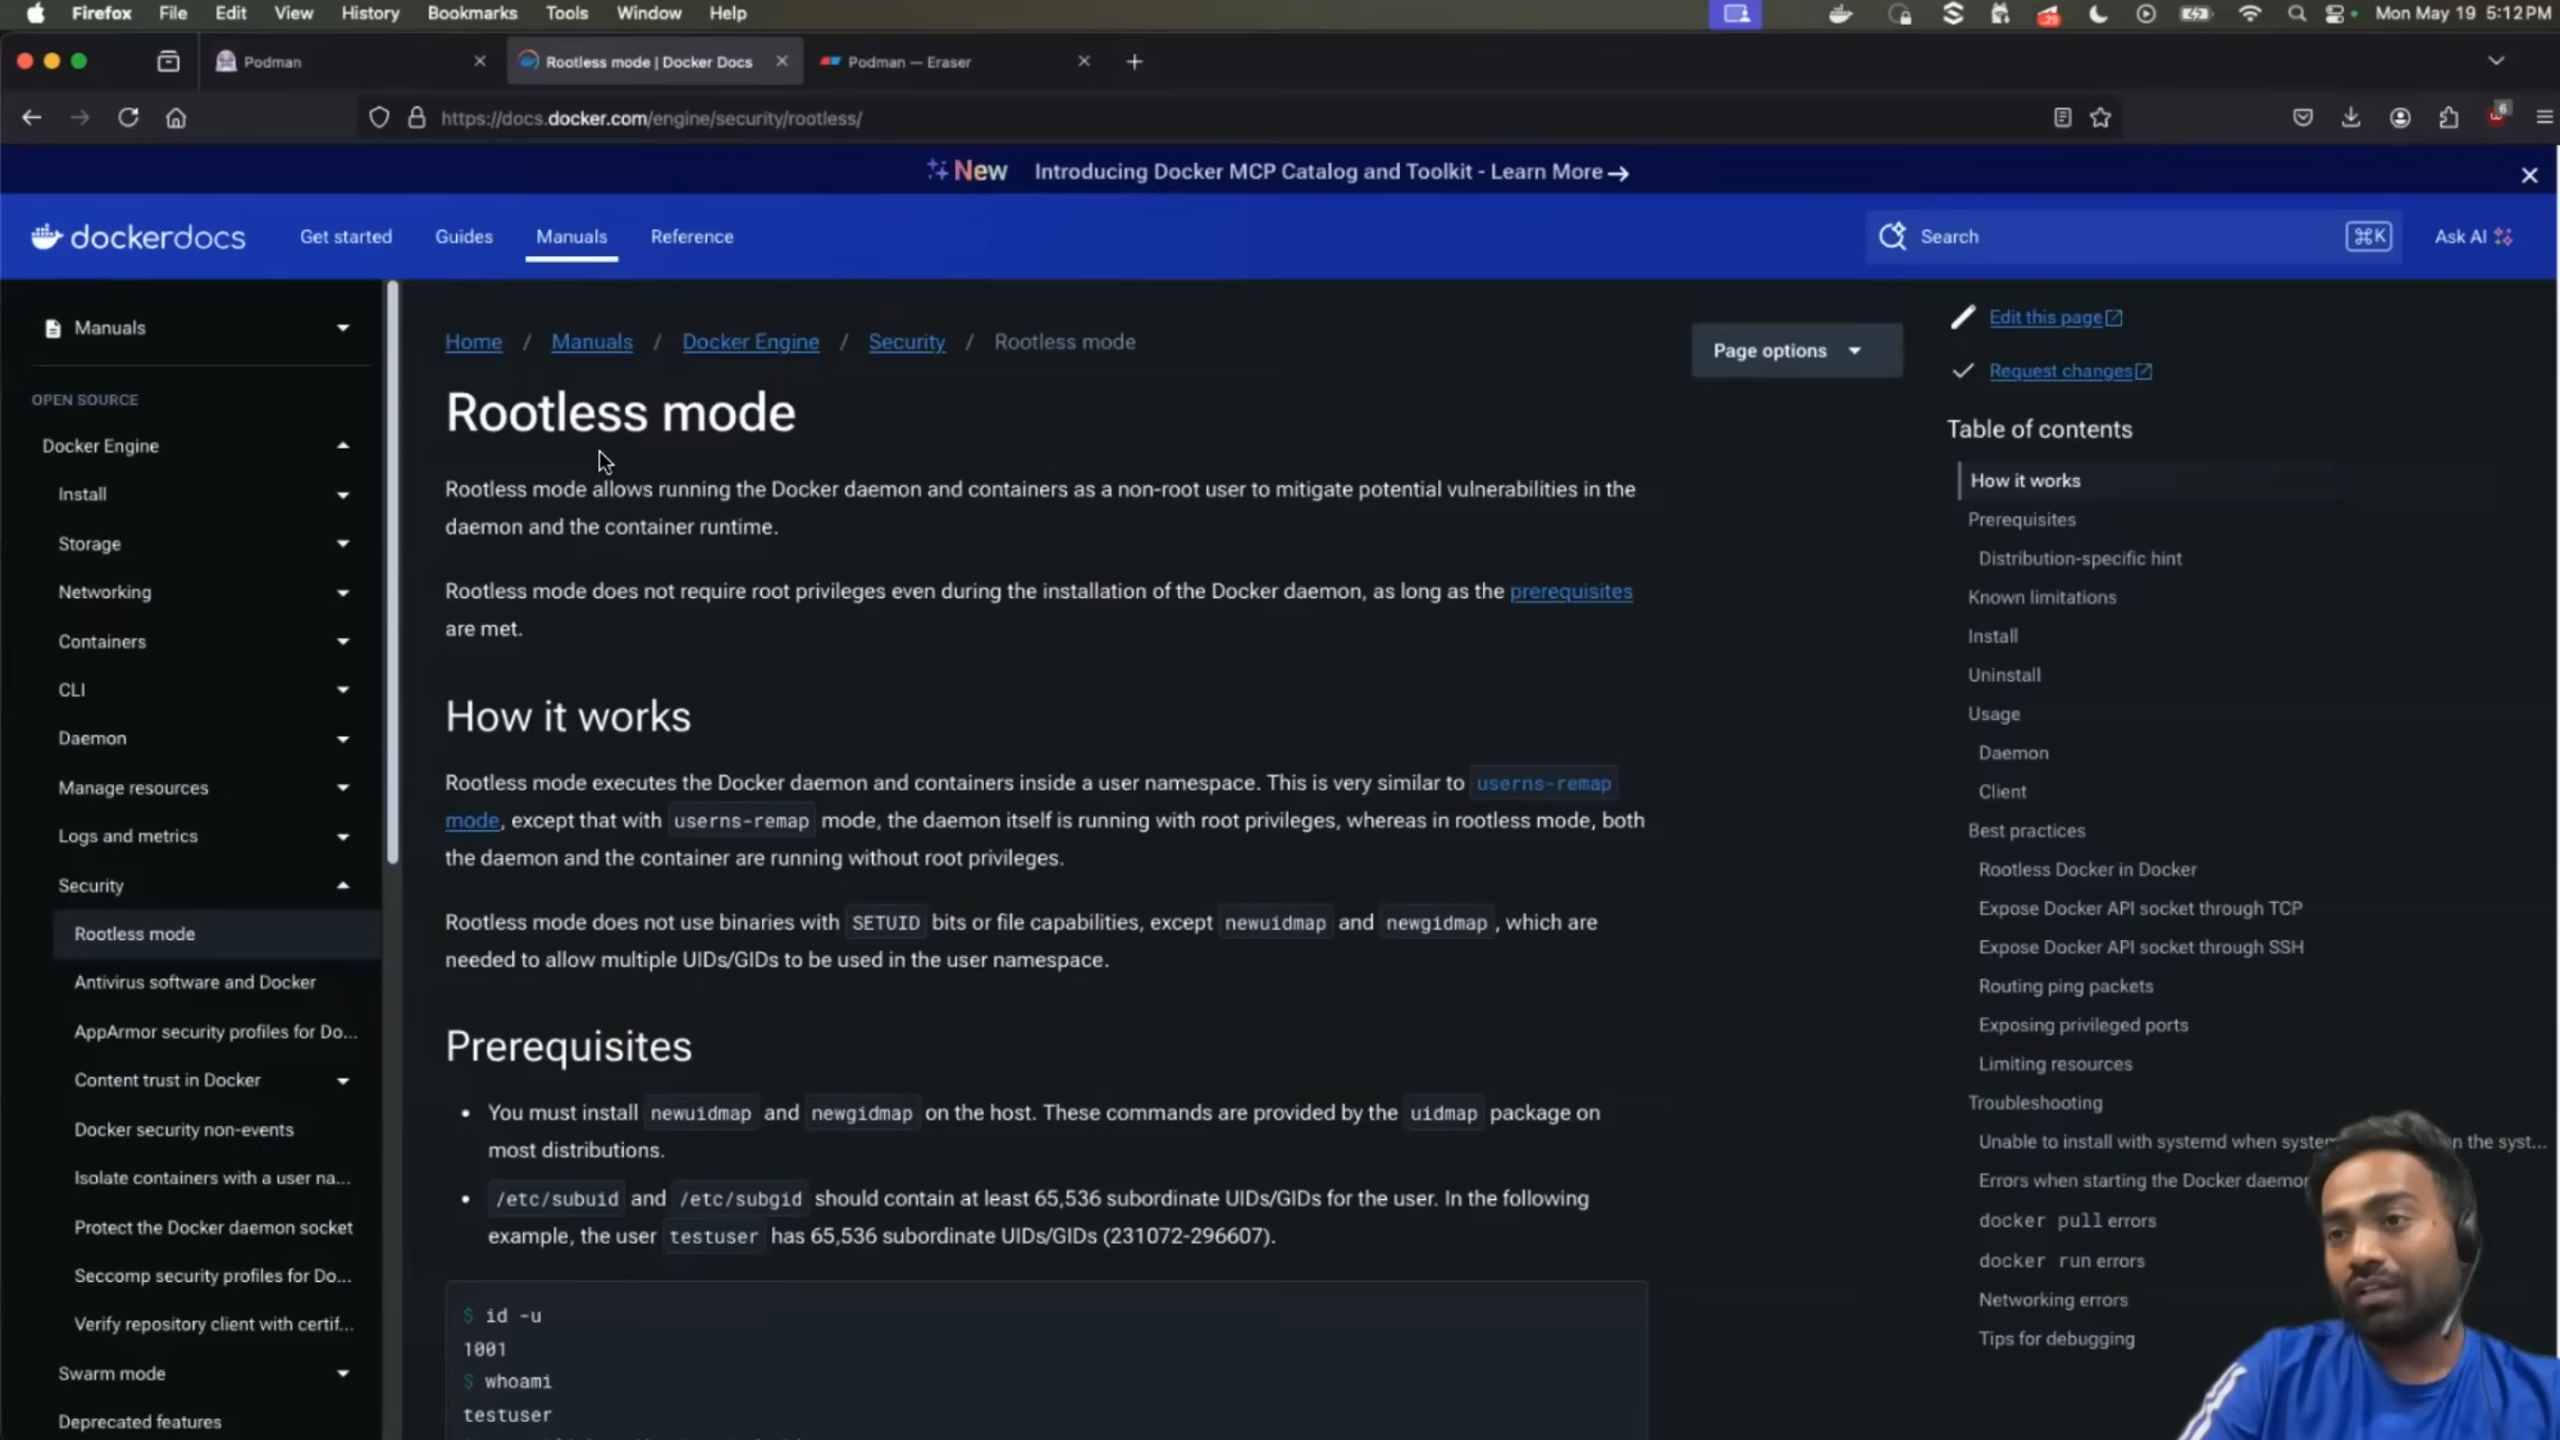 Firefox File Edit View History Bookmarks Tools Window Help
29
Mon May 19 5:12 PM
Podman
Rootless mode | Docker Docs
Podman — Eraser
https://docs.docker.com/engine/security/rootless/
6
New Introducing Docker MCP Catalog and Toolkit - Learn More →
dockerdocs
Get started Guides Manuals Reference
Search ⌘K
Ask AI
Manuals
OPEN SOURCE
Docker Engine
Install
Storage
Networking
Containers
CLI
Daemon
Manage resources
Logs and metrics
Security
Rootless mode
Antivirus software and Docker
AppArmor security profiles for Do...
Content trust in Docker
Docker security non-events
Isolate containers with a user na...
Protect the Docker daemon socket
Seccomp security profiles for Do...
Verify repository client with certif...
Swarm mode
Deprecated features
Home / Manuals / Docker Engine / Security / Rootless mode
Page options
Rootless mode
Rootless mode allows running the Docker daemon and containers as a non-root user to mitigate potential vulnerabilities in the
daemon and the container runtime.
Rootless mode does not require root privileges even during the installation of the Docker daemon, as long as the prerequisites
are met.
How it works
Rootless mode executes the Docker daemon and containers inside a user namespace. This is very similar to userns-remap
mode, except that with userns-remap mode, the daemon itself is running with root privileges, whereas in rootless mode, both
the daemon and the container are running without root privileges.
Rootless mode does not use binaries with SETUID bits or file capabilities, except newuidmap and newgidmap, which are
needed to allow multiple UIDs/GIDs to be used in the user namespace.
Prerequisites
• You must install newuidmap and newgidmap on the host. These commands are provided by the uidmap package on
most distributions.
• /etc/subuid and /etc/subgid should contain at least 65,536 subordinate UIDs/GIDs for the user. In the following
example, the user testuser has 65,536 subordinate UIDs/GIDs (231072-296607).
$ id -u
1001
$ whoami
testuser
Edit this page
Request changes
Table of contents
How it works
Prerequisites
Distribution-specific hint
Known limitations
Install
Uninstall
Usage
Daemon
Client
Best practices
Rootless Docker in Docker
Expose Docker API socket through TCP
Expose Docker API socket through SSH
Routing ping packets
Exposing privileged ports
Limiting resources
Troubleshooting
Unable to install with systemd when system n the syst...
Errors when starting the Docker daemon
docker pull errors
docker run errors
Networking errors
Tips for debugging